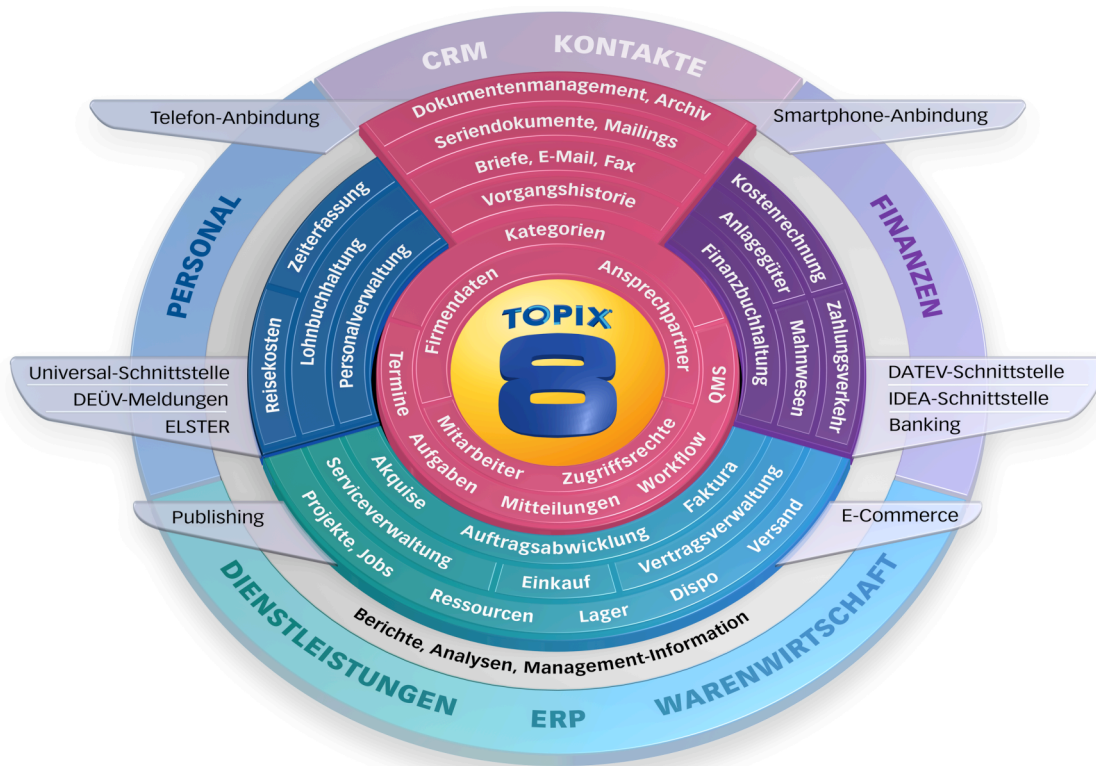 CRM
KONTAKTE
Dokumentenmanagement, Archiv
Telefon-Anbindung
Smartphone-Anbindung
Seriendokumente, Mailings
Briefe, E-Mail, Fax
Vorgangshistorie
PERSONAL
Zeiterfassung
Lohnbuchhaltung
Personalverwaltung
Reisekosten
FINANZEN
Kostenrechnung
Anlagegüter
Finanzbuchhaltung
Zahlungsverkehr
Mahnwesen
Kategorien
Firmendaten
Ansprechpartner
TOPIX
8
Termine
QMS
Mitarbeiter
Zugriffsrechte
Aufgaben
Mitteilungen
Workflow
Universal-Schnittstelle
DEÜV-Meldungen
ELSTER
DATEV-Schnittstelle
IDEA-Schnittstelle
Banking
Akquise
Auftragsabwicklung
Faktura
Serviceverwaltung
Einkauf
Vertragsverwaltung
Projekte, Jobs
Ressourcen
Lager
Dispo
Versand
Publishing
E-Commerce
Berichte, Analysen, Management-Information
DIENSTLEISTUNGEN
ERP
WARENWIRTSCHAFT